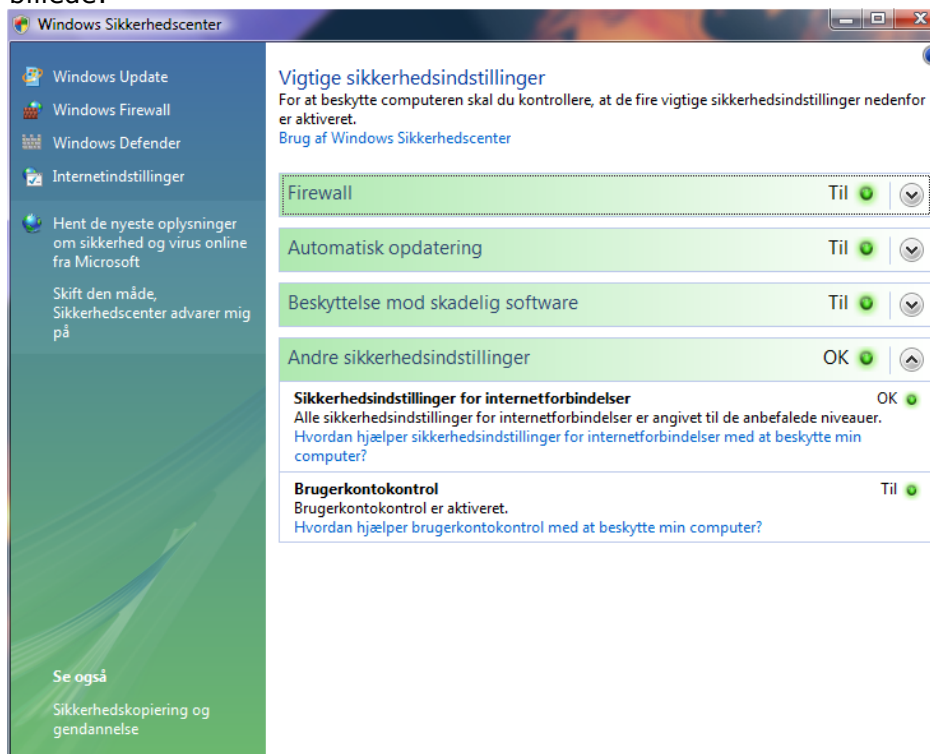 Windows Sikkerhedscenter
Windows Update
Windows Firewall
Windows Defender
Internetindstillinger
Hent de nyeste oplysninger
om sikkerhed og virus online
fra Microsoft
Skift den måde,
Sikkerhedscenter advarer mig
på
Se også
Sikkerhedskopiering og
gendannelse
Vigtige sikkerhedsindstillinger
For at beskytte computeren skal du kontrollere, at de fire vigtige sikkerhedsindstillinger nedenfor
er aktiveret.
Brug af Windows Sikkerhedscenter
Firewall Til
Automatisk opdatering Til
Beskyttelse mod skadelig software Til
Andre sikkerhedsindstillinger OK
Sikkerhedsindstillinger for internetforbindelser OK
Alle sikkerhedsindstillinger for internetforbindelser er angivet til de anbefalede niveauer.
Hvordan hjælper sikkerhedsindstillinger for internetforbindelser med at beskytte min
computer?
Brugerkontokontrol Til
Brugerkontokontrol er aktiveret.
Hvordan hjælper brugerkontokontrol med at beskytte min computer?